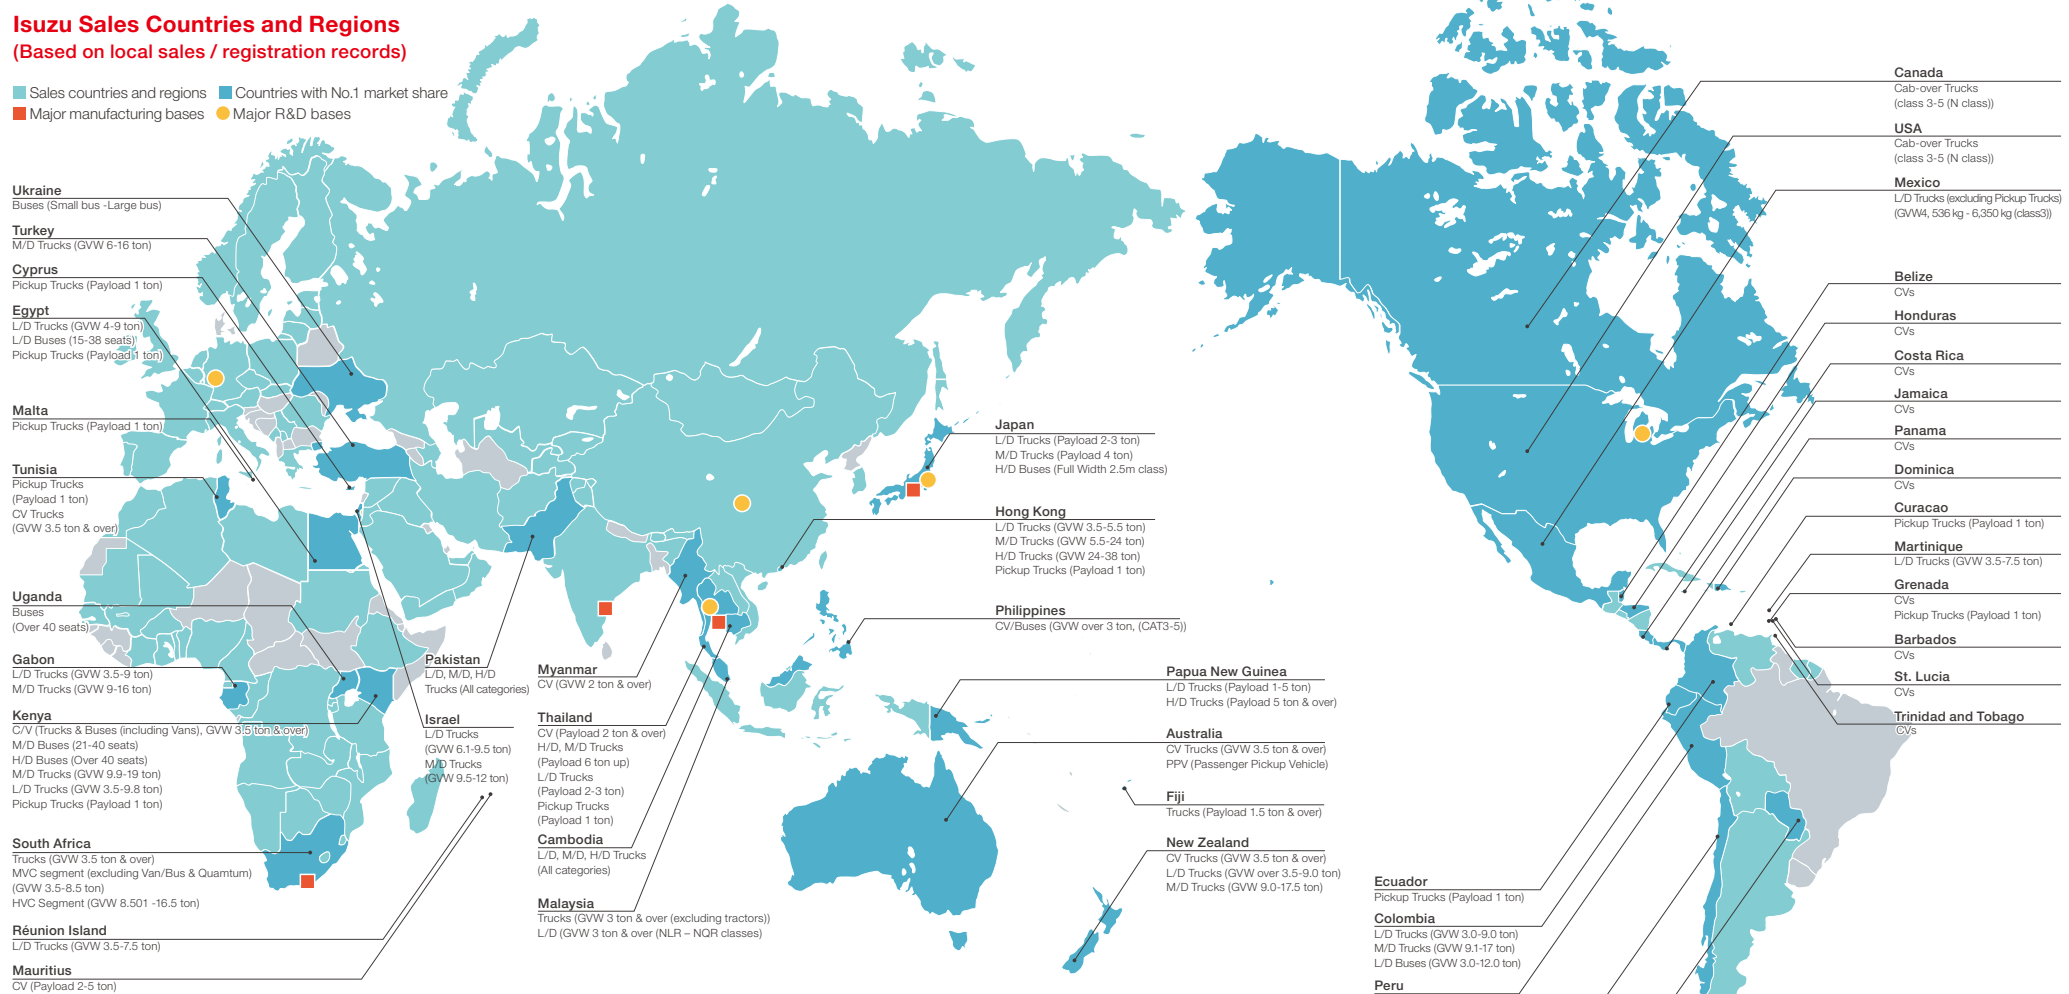 Isuzu Sales Countries and Regions
(Based on local sales / registration records)
Sales countries and regions
Countries with No.1 market share
Major manufacturing bases
Major R&D bases
Ukraine
Buses (Small bus -Large bus)
Turkey
M/D Trucks (GVW 6-16 ton)
Cyprus
Pickup Trucks (Payload 1 ton)
Egypt
L/D Trucks (GVW 4-9 ton)
L/D Buses (15-38 seats)
Pickup Trucks (Payload 1 ton)
Malta
Pickup Trucks (Payload 1 ton)
Tunisia
Pickup Trucks
(Payload 1 ton)
CV Trucks
(GVW 3.5 ton & over)
Uganda
Buses
(Over 40 seats)
Gabon
L/D Trucks (GVW 3.5-9 ton)
M/D Trucks (GVW 9-16 ton)
Kenya
C/V (Trucks & Buses (including Vans), GVW 3.5 ton & over)
M/D Buses (21-40 seats)
H/D Buses (Over 40 seats)
M/D Trucks (GVW 9.9-19 ton)
L/D Trucks (GVW 3.5-9.8 ton)
Pickup Trucks (Payload 1 ton)
South Africa
Trucks (GVW 3.5 ton & over)
MVC segment (excluding Van/Bus & Quamtum)
(GVW 3.5-8.5 ton)
HVC Segment (GVW 8.501 -16.5 ton)
Réunion Island
L/D Trucks (GVW 3.5-7.5 ton)
Mauritius
CV (Payload 2-5 ton)
Pakistan
L/D, M/D, H/D
Trucks (All categories)
Israel
L/D Trucks
(GVW 6.1-9.5 ton)
M/D Trucks
(GVW 9.5-12 ton)
Myanmar
CV (GVW 2 ton & over)
Thailand
CV (Payload 2 ton & over)
H/D, M/D Trucks
(Payload 6 ton up)
L/D Trucks
(Payload 2-3 ton)
Pickup Trucks
(Payload 1 ton)
Cambodia
L/D, M/D, H/D Trucks
(All categories)
Malaysia
Trucks (GVW 3 ton & over (excluding tractors))
L/D (GVW 3 ton & over (NLR – NQR classes)
Japan
L/D Trucks (Payload 2-3 ton)
M/D Trucks (Payload 4 ton)
H/D Buses (Full Width 2.5m class)
Hong Kong
L/D Trucks (GVW 3.5-5.5 ton)
M/D Trucks (GVW 5.5-24 ton)
H/D Trucks (GVW 24-38 ton)
Pickup Trucks (Payload 1 ton)
Philippines
CV/Buses (GVW over 3 ton, (CAT3-5))
Papua New Guinea
L/D Trucks (Payload 1-5 ton)
H/D Trucks (Payload 5 ton & over)
Australia
CV Trucks (GVW 3.5 ton & over)
PPV (Passenger Pickup Vehicle)
Fiji
Trucks (Payload 1.5 ton & over)
New Zealand
CV Trucks (GVW 3.5 ton & over)
L/D Trucks (GVW over 3.5-9.0 ton)
M/D Trucks (GVW 9.0-17.5 ton)
Canada
Cab-over Trucks
(class 3-5 (N class))
USA
Cab-over Trucks
(class 3-5 (N class))
Mexico
L/D Trucks (excluding Pickup Trucks)
(GVW4, 536 kg - 6,350 kg (class3))
Belize
CVs
Honduras
CVs
Costa Rica
CVs
Jamaica
CVs
Panama
CVs
Dominica
CVs
Curacao
Pickup Trucks (Payload 1 ton)
Martinique
L/D Trucks (GVW 3.5-7.5 ton)
Grenada
CVs
Pickup Trucks (Payload 1 ton)
Barbados
CVs
St. Lucia
CVs
Trinidad and Tobago
CVs
Ecuador
Pickup Trucks (Payload 1 ton)
Colombia
L/D Trucks (GVW 3.0-9.0 ton)
M/D Trucks (GVW 9.1-17 ton)
L/D Buses (GVW 3.0-12.0 ton)
Peru